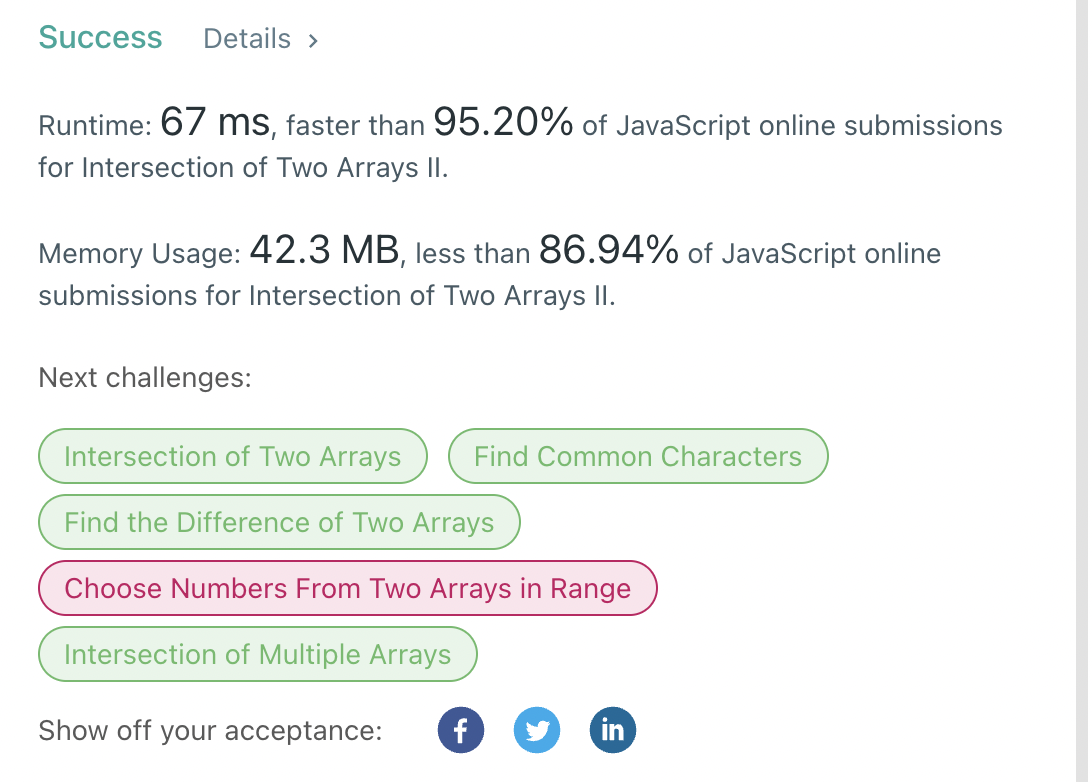 Success Details >
Runtime: 67 ms, faster than 95.20% of JavaScript online submissions
for Intersection of Two Arrays II.
Memory Usage: 42.3 MB, less than 86.94% of JavaScript online
submissions for Intersection of Two Arrays II.
Next challenges:
Intersection of Two Arrays Find Common Characters
Find the Difference of Two Arrays
Choose Numbers From Two Arrays in Range
Intersection of Multiple Arrays
Show off your acceptance: f in